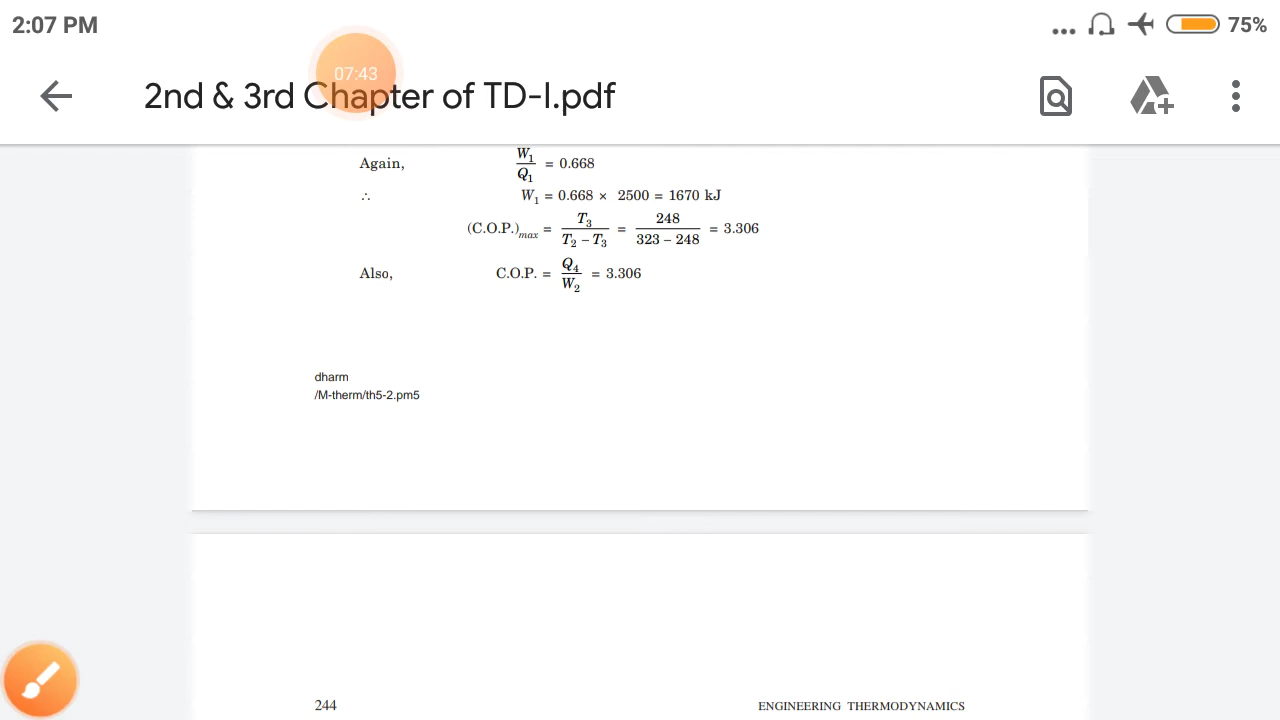 2:07 PM
... 75%
07:43
2nd & 3rd Chapter of TD-I.pdf
Again, W1/Q1 = 0.668
∴ W1 = 0.668 × 2500 = 1670 kJ
(C.O.P.)max = T3/(T2 – T3) = 248/(323 – 248) = 3.306
Also, C.O.P. = Q4/W2 = 3.306
dharm
/M-therm/th5-2.pm5
244 ENGINEERING THERMODYNAMICS